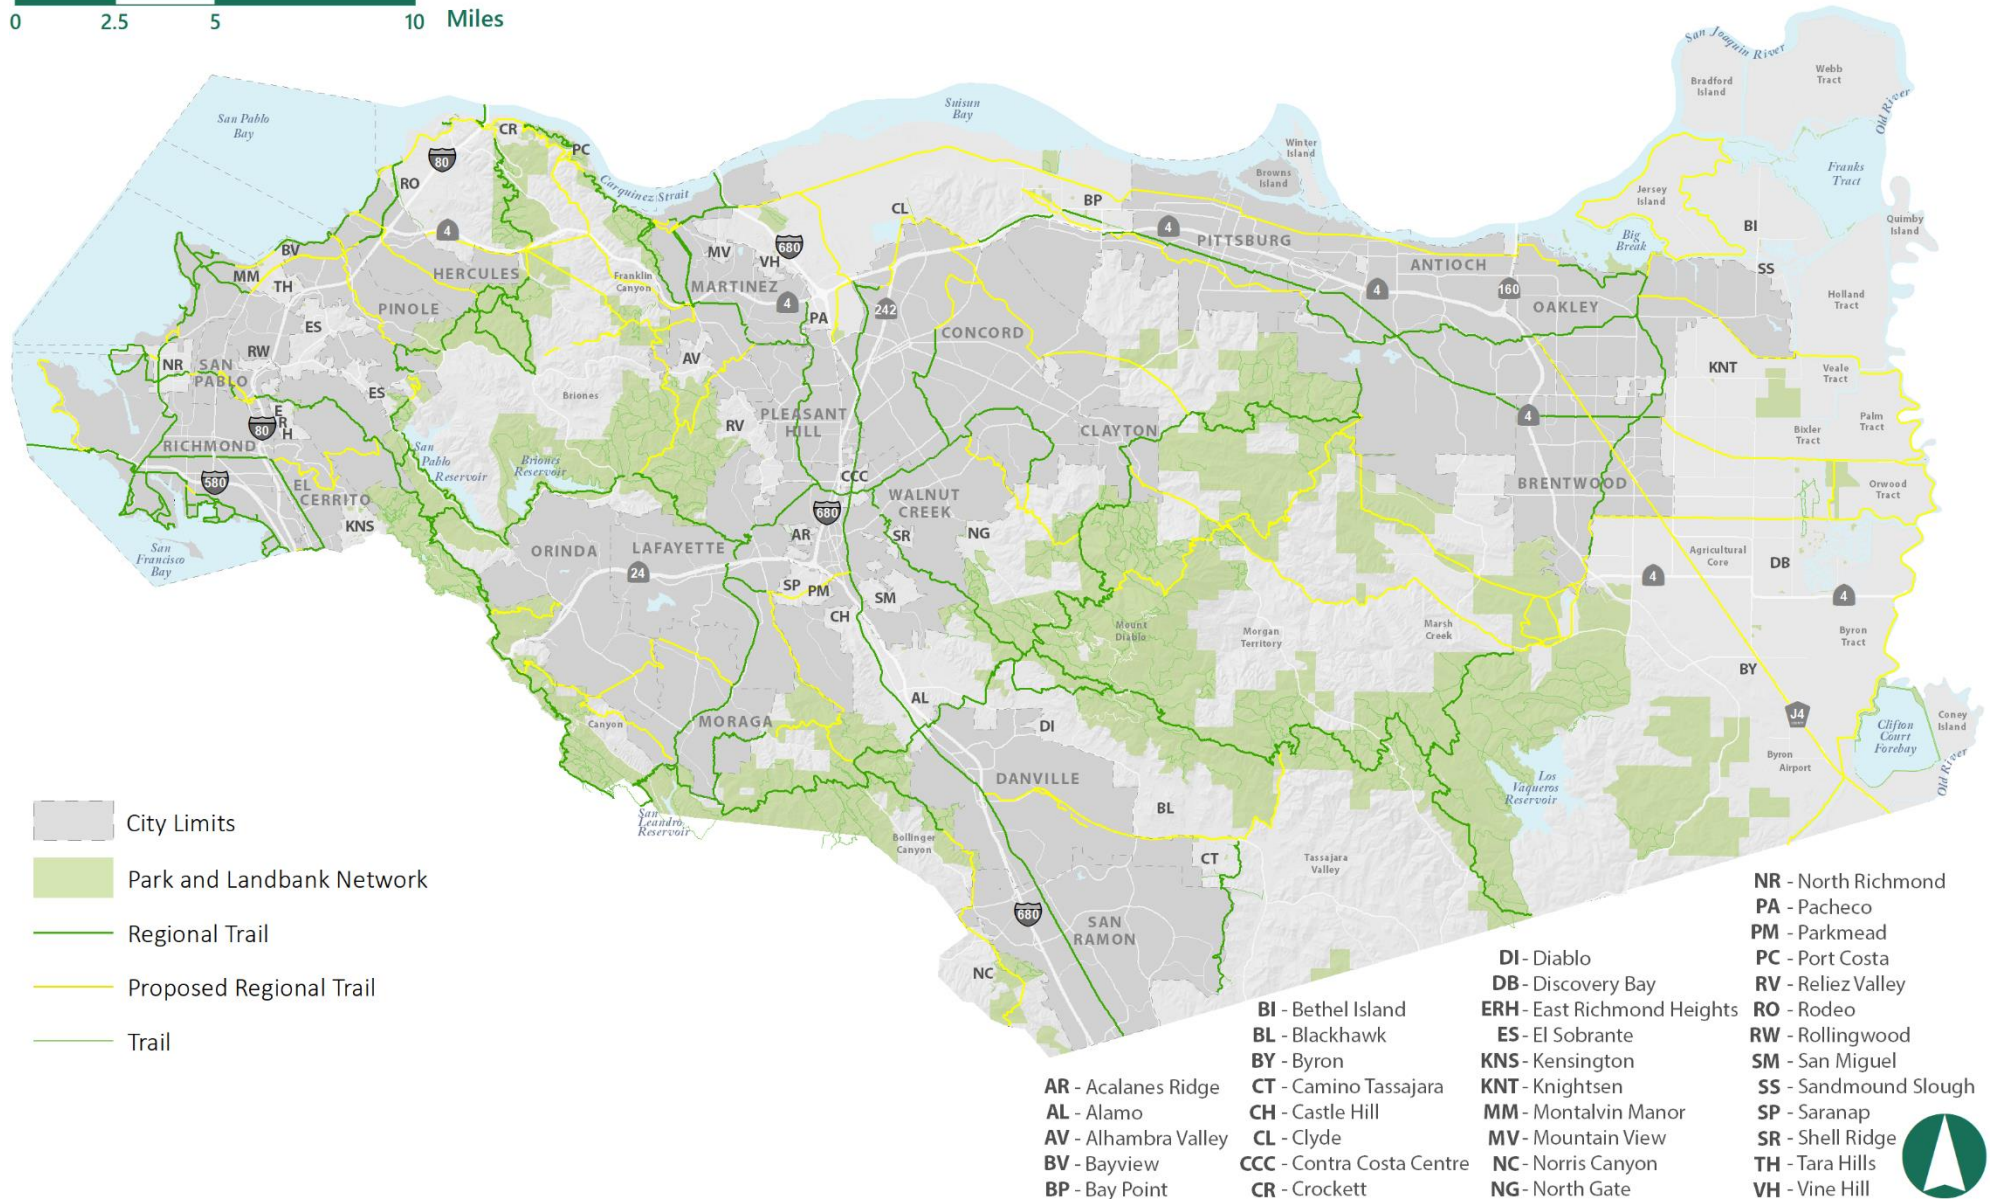 0 2.5 5 10 Miles
San Joaquin River
Webb
Tract
Bradford
Island
Old River
San Pablo
Bay
Suisun
Bay
Winter
Island
Browns
Island
Franks
Tract
Jersey
Island
Quimby
Island
Big
Break
Holland
Tract
CR
PC
80
RO
Carquinez Strait
4
BV
MM
TH
HERCULES
Franklin
Canyon
PINOLE
ES
RW
NR
SAN
PABLO
ES
E
R
H
80
RICHMOND
580
EL
CERRITO
KNS
San
Francisco
Bay
San
Pablo
Reservoir
Briones
Reservoir
Briones
MV
VH
680
MARTINEZ
4
PA
AV
RV
PLEASANT
HILL
CL
242
CONCORD
BP
4
PITTSBURG
ANTIOCH
4
160
OAKLEY
BI
SS
KNT
Veale
Tract
Palm
Tract
Bixler
Tract
Orwood
Tract
4
BRENTWOOD
CLAYTON
CCC
WALNUT
CREEK
680
AR
SR
NG
ORINDA
LAFAYETTE
24
SP
PM
SM
CH
Mount
Diablo
Morgan
Territory
Marsh
Creek
Agricultural
Core
DB
4
4
Byron
Tract
BY
J4
Clifton
Court
Forebay
Coney
Island
Old River
Byron
Airport
Los
Vaqueros
Reservoir
AL
DI
MORAGA
Canyon
DANVILLE
BL
San
Leandro
Reservoir
Bollinger
Canyon
CT
Tassajara
Valley
680
SAN
RAMON
NC
City Limits
Park and Landbank Network
Regional Trail
Proposed Regional Trail
Trail
AR - Acalanes Ridge
AL - Alamo
AV - Alhambra Valley
BV - Bayview
BP - Bay Point
BI - Bethel Island
BL - Blackhawk
BY - Byron
CT - Camino Tassajara
CH - Castle Hill
CL - Clyde
CCC - Contra Costa Centre
CR - Crockett
DI - Diablo
DB - Discovery Bay
ERH - East Richmond Heights
ES - El Sobrante
KNS - Kensington
KNT - Knightsen
MM - Montalvin Manor
MV - Mountain View
NC - Norris Canyon
NG - North Gate
NR - North Richmond
PA - Pacheco
PM - Parkmead
PC - Port Costa
RV - Reliez Valley
RO - Rodeo
RW - Rollingwood
SM - San Miguel
SS - Sandmound Slough
SP - Saranap
SR - Shell Ridge
TH - Tara Hills
VH - Vine Hill